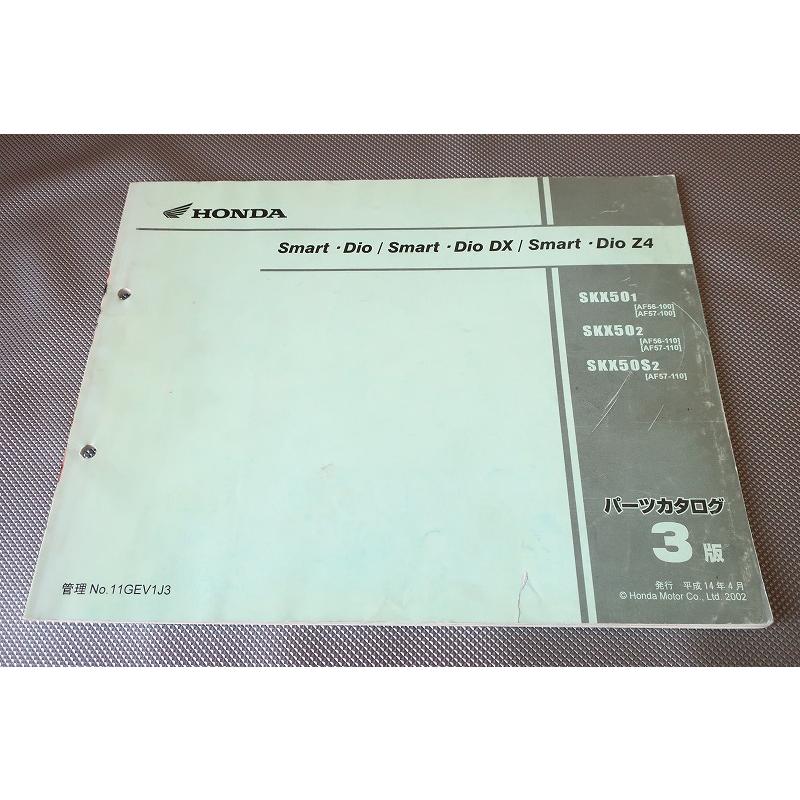 HONDA
Smart・Dio / Smart・Dio DX / Smart・Dio Z4
SKX501
[AF56-100]
[AF57-100]
SKX502
[AF56-110]
[AF57-110]
SKX50S2
[AF57-110]
パーツカタログ
3版
管理 No.11GEV1J3
発行 平成14年4月
© Honda Motor Co., Ltd. 2002